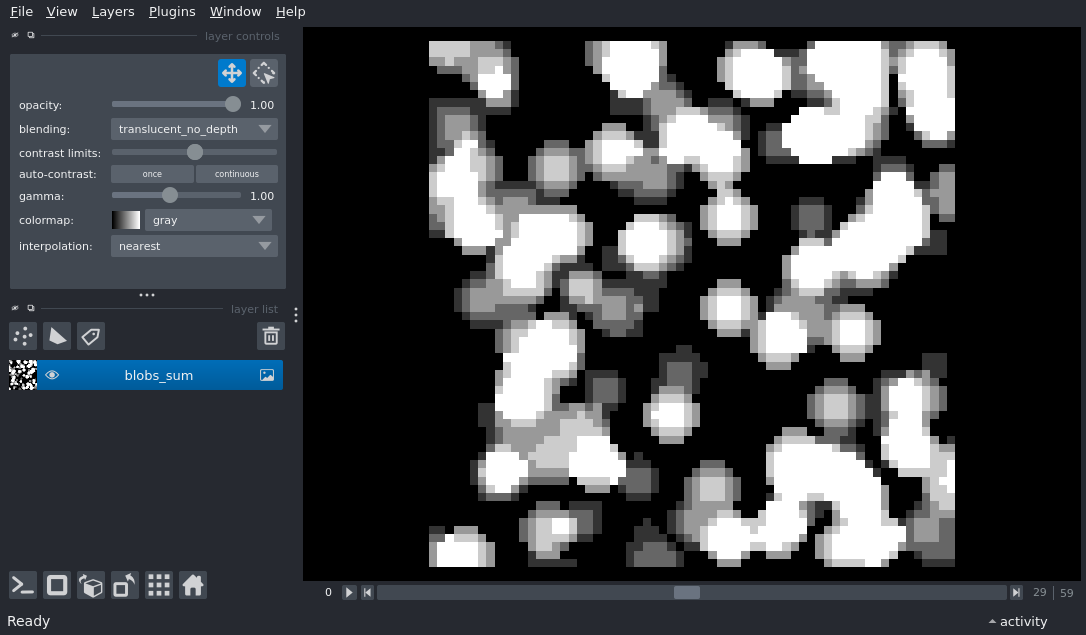 File View Layers Plugins Window Help
layer controls
opacity: 1.00
blending: translucent_no_depth
contrast limits:
auto-contrast: once continuous
gamma: 1.00
colormap: gray
interpolation: nearest
layer list
blobs_sum
0 29 59
Ready activity